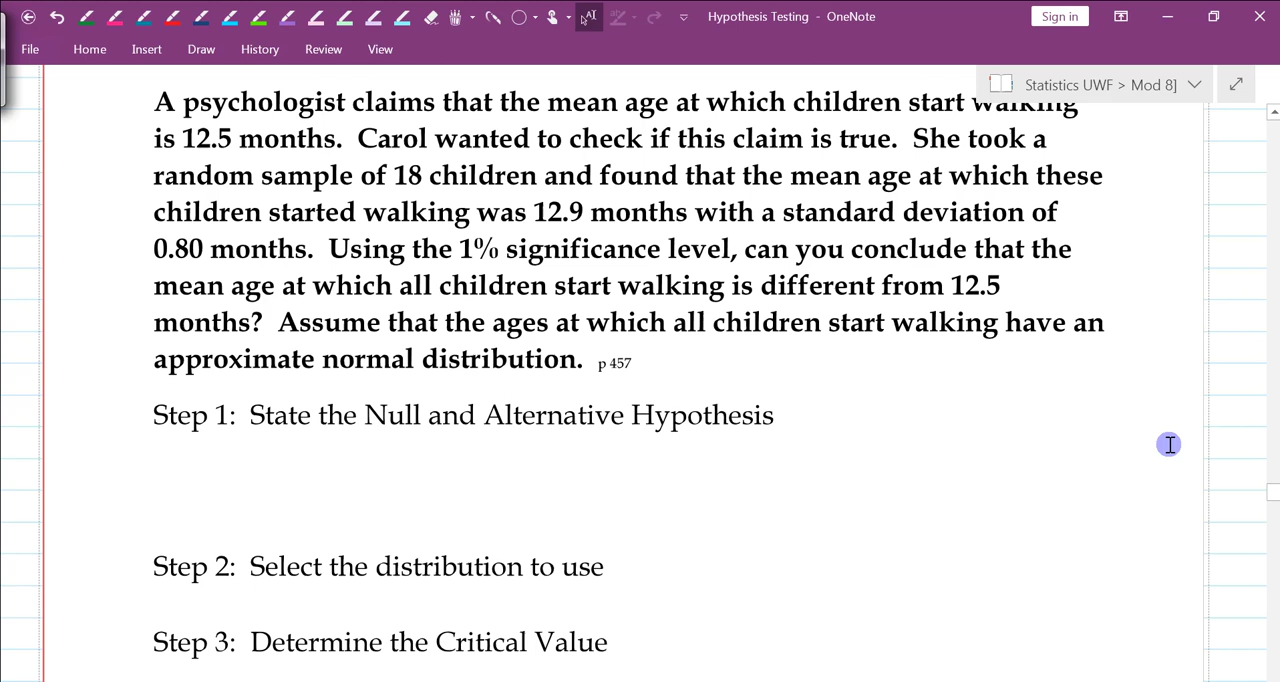 Hypothesis Testing - OneNote
Sign in
File Home Insert Draw History Review View
Statistics UWF > Mod 8]
A psychologist claims that the mean age at which children start walking
is 12.5 months. Carol wanted to check if this claim is true. She took a
random sample of 18 children and found that the mean age at which these
children started walking was 12.9 months with a standard deviation of
0.80 months. Using the 1% significance level, can you conclude that the
mean age at which all children start walking is different from 12.5
months? Assume that the ages at which all children start walking have an
approximate normal distribution. p 457
Step 1: State the Null and Alternative Hypothesis
Step 2: Select the distribution to use
Step 3: Determine the Critical Value